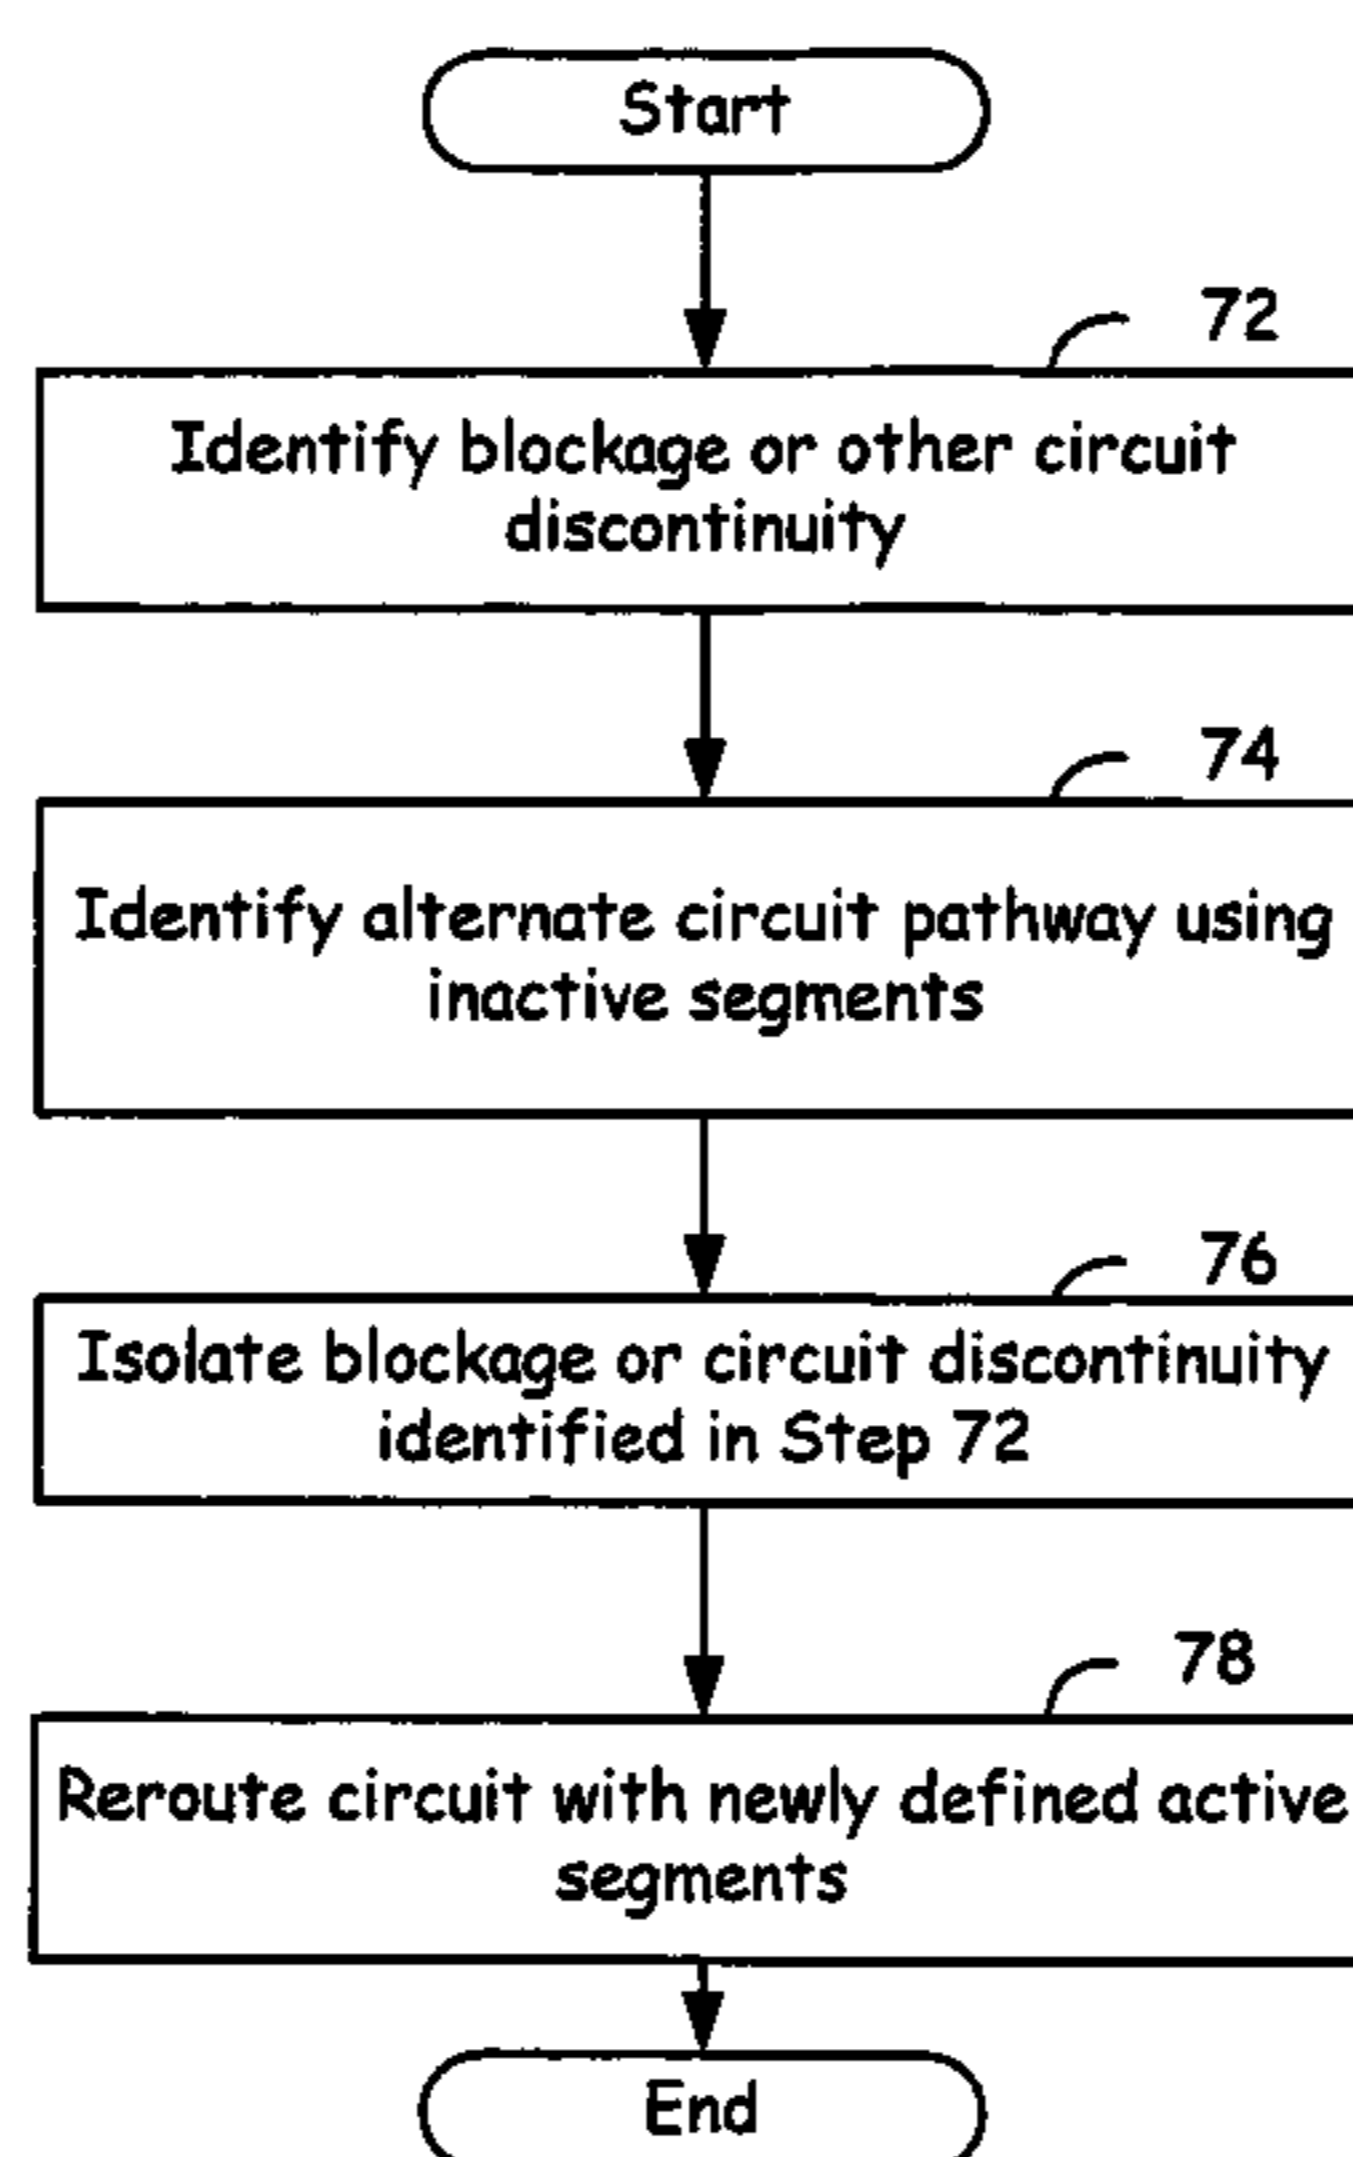 Start
72
Identify blockage or other circuit
discontinuity
74
Identify alternate circuit pathway using
inactive segments
76
Isolate blockage or circuit discontinuity
identified in Step 72
78
Reroute circuit with newly defined active
segments
End